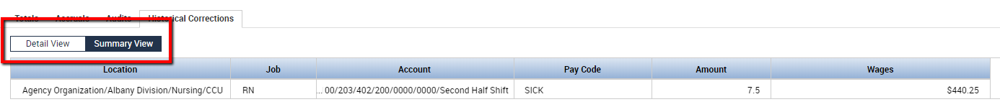 Totals Accruals Audits Historical Corrections
Detail View Summary View
Location Job Account Pay Code Amount Wages
Agency Organization/Albany Division/Nursing/CCU RN ... 00/203/402/200/0000/0000/Second Half Shift SICK 7.5 $440.25